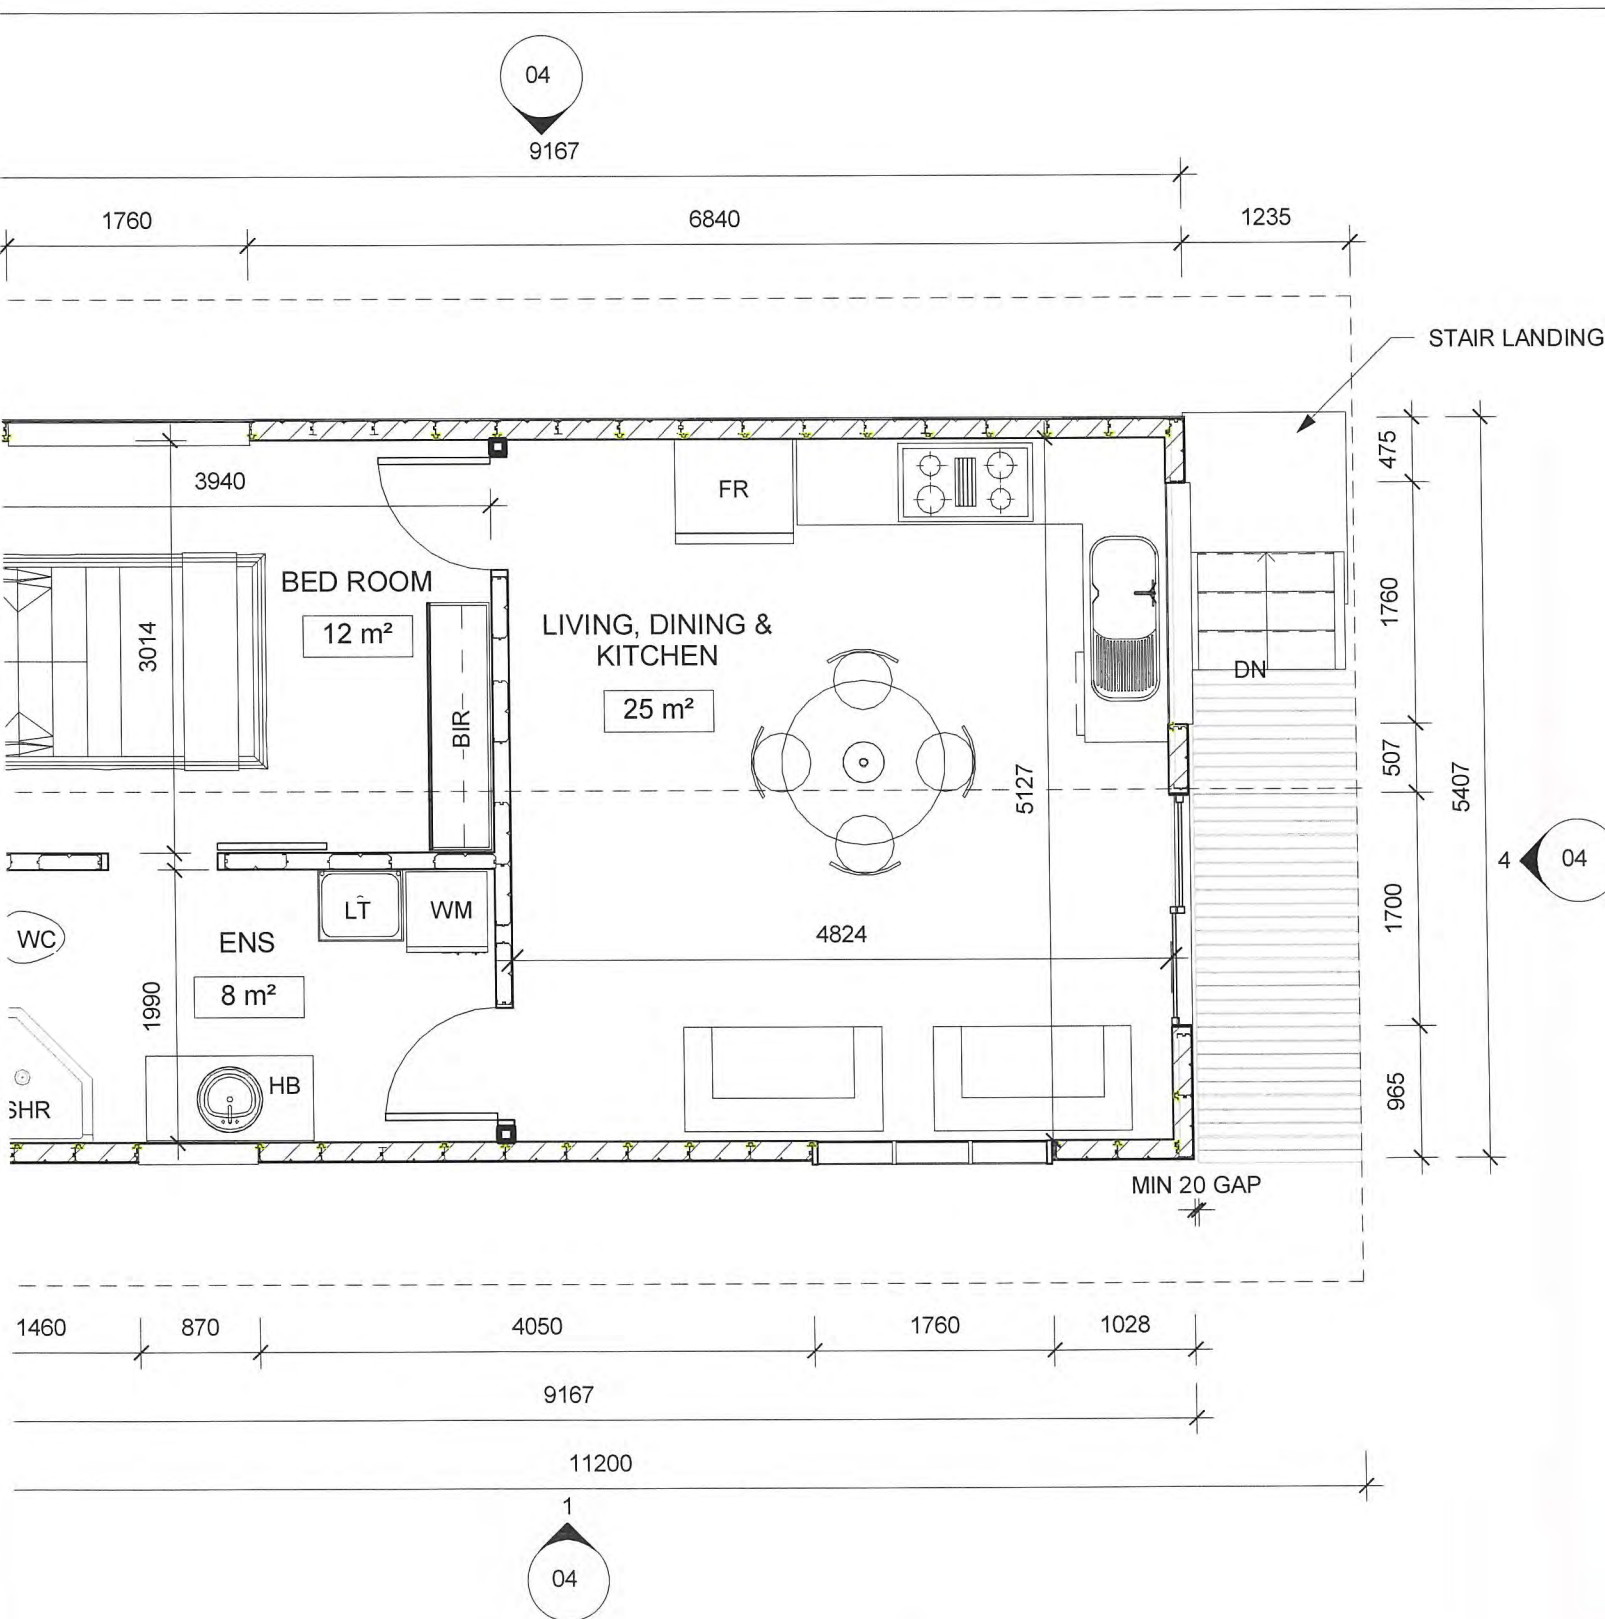 04
9167
1760
6840
1235
STAIR LANDING
475
3940
FR
BED ROOM
12 m²
3014
LIVING, DINING &
KITCHEN
25 m²
1760
DN
BIR
507
5127
5407
4
04
LT
WM
WC
ENS
4824
1700
8 m²
1990
HB
965
SHR
MIN 20 GAP
1460
870
4050
1760
1028
9167
11200
1
04